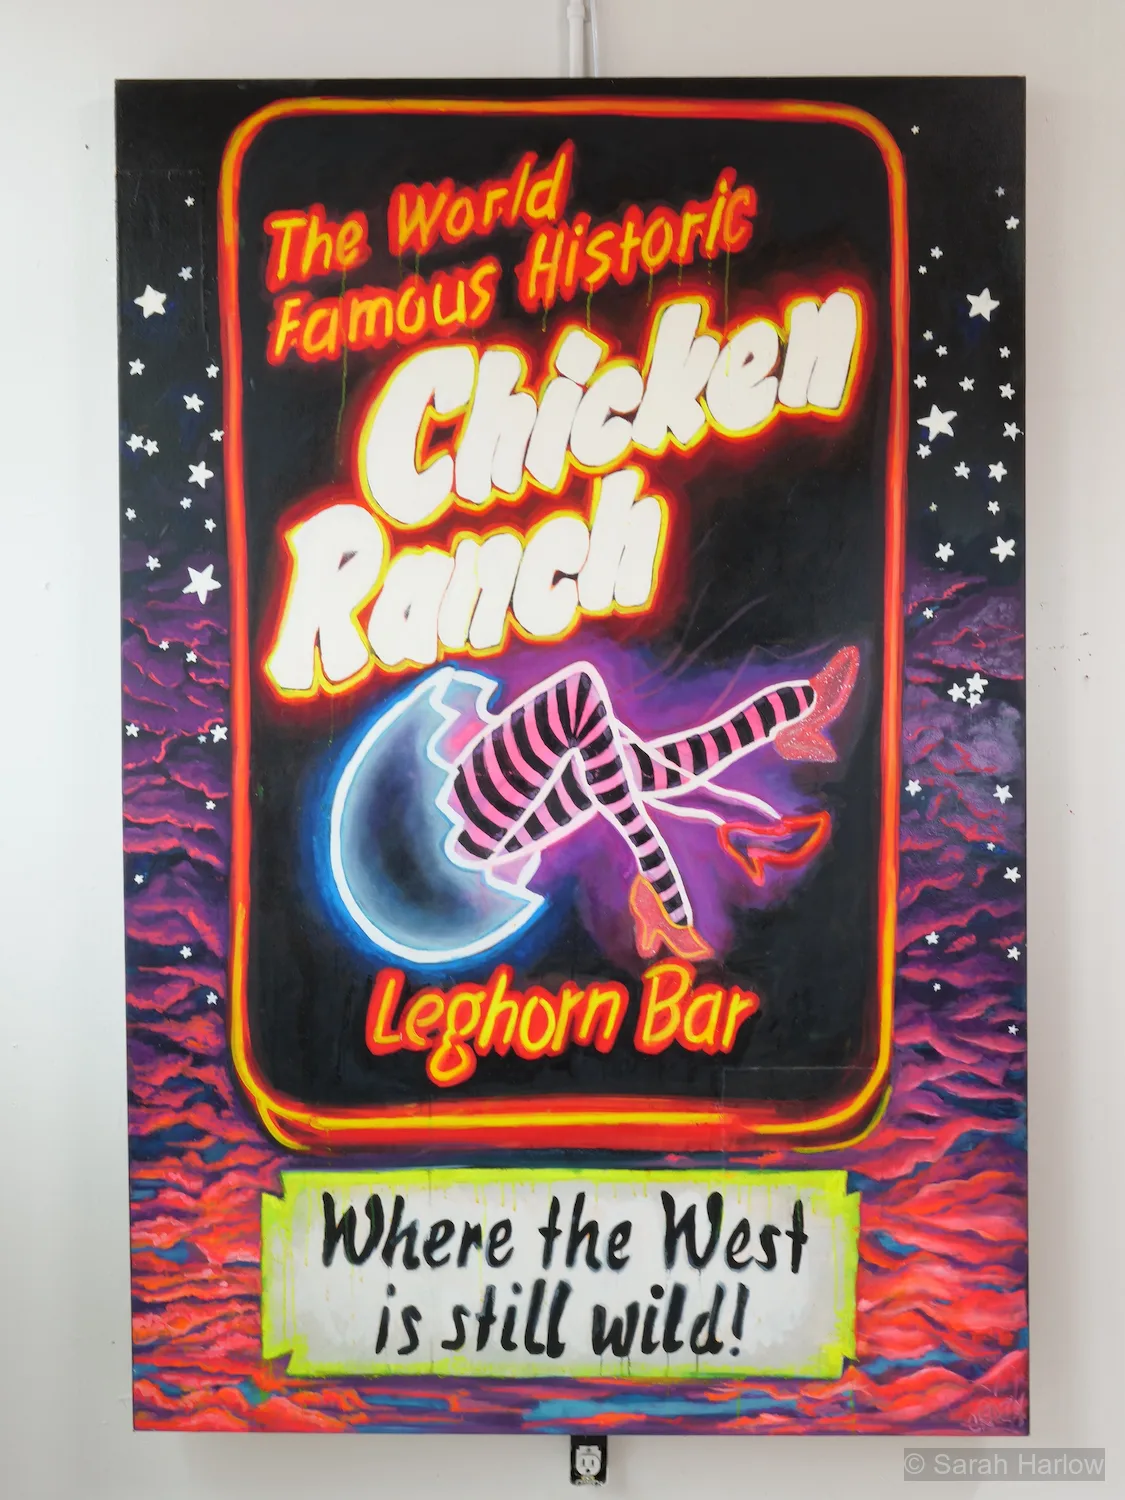 The World
Famous Historic
Chicken
Ranch
Leghorn Bar
Where the West
is still wild!
© Sarah Harlow